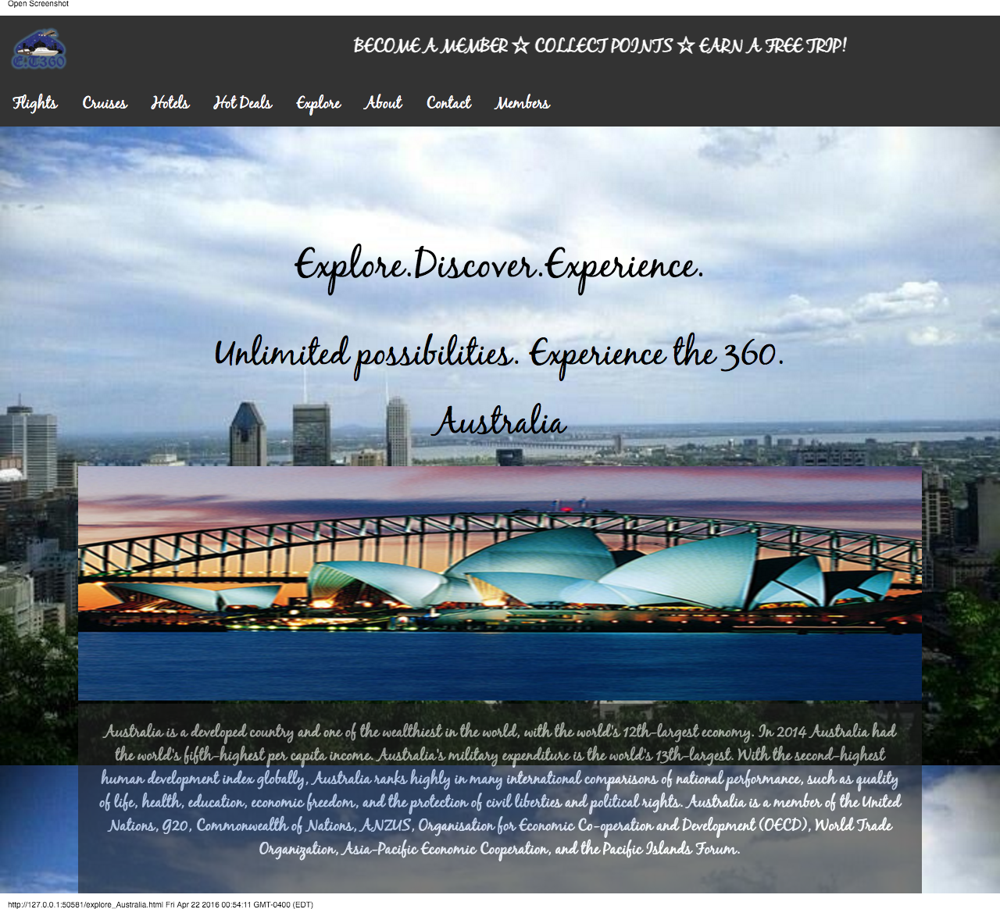 Open Screenshot
E.T360
BECOME A MEMBER ☆ COLLECT POINTS ☆ EARN A FREE TRIP!
Flights Cruises Hotels Hot Deals Explore About Contact Members
Explore.Discover.Experience.
Unlimited possibilities. Experience the 360.
Australia
Australia is a developed country and one of the wealthiest in the world, with the world's 12th-largest economy. In 2014 Australia had
the world's fifth-highest per capita income. Australia's military expenditure is the world's 13th-largest. With the second-highest
human development index globally, Australia ranks highly in many international comparisons of national performance, such as quality
of life, health, education, economic freedom, and the protection of civil liberties and political rights. Australia is a member of the United
Nations, G20, Commonwealth of Nations, ANZUS, Organisation for Economic Co-operation and Development (OECD), World Trade
Organization, Asia-Pacific Economic Cooperation, and the Pacific Islands Forum.
http://127.0.0.1:50581/explore_Australia.html Fri Apr 22 2016 00:54:11 GMT-0400 (EDT)